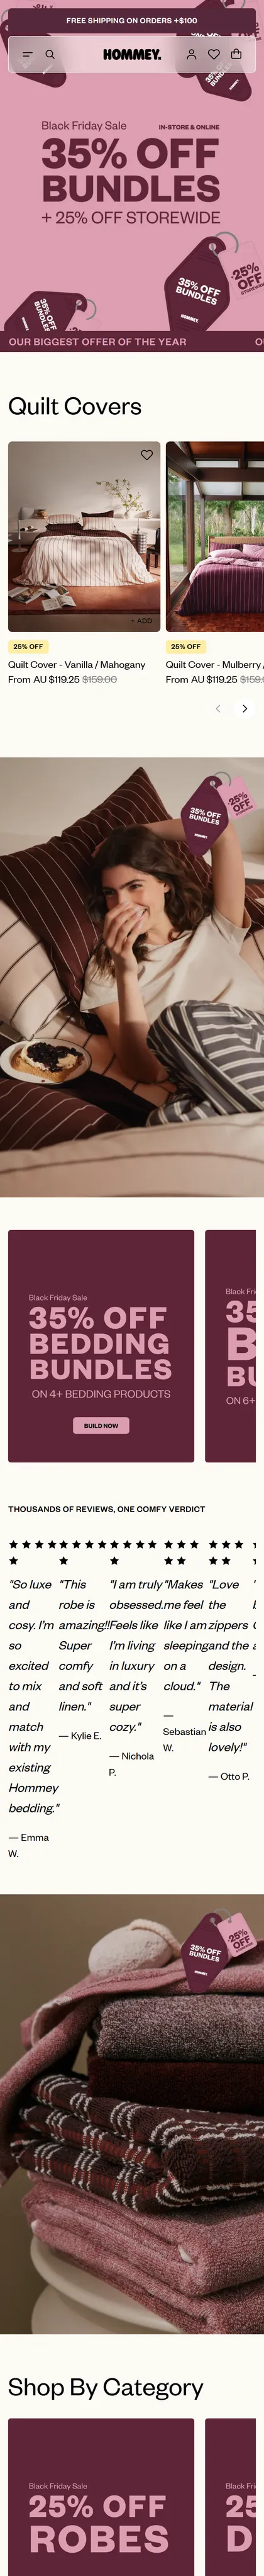 FREE SHIPPING ON ORDERS +$100
HOMMEY.
Black Friday Sale
IN-STORE & ONLINE
35% OFF
BUNDLES
+ 25% OFF STOREWIDE
35% OFF
BUNDLES
HOMMEY.
25%
OFF
35% OFF
BUNDLES
OUR BIGGEST OFFER OF THE YEAR
Quilt Covers
+ ADD
25% OFF
Quilt Cover - Vanilla / Mahogany
From AU $119.25 $159.00
25% OFF
Quilt Cover - Mulberry
From AU $119.25
35% OFF
BUNDLES
25%
OFF
Black Friday Sale
35% OFF
BEDDING
BUNDLES
ON 4+ BEDDING PRODUCTS
BUILD NOW
ON 6+
THOUSANDS OF REVIEWS, ONE COMFY VERDICT
"So luxe
and
cosy. I'm
so
excited
to mix
and
match
with my
existing
Hommey
bedding."
— Emma
W.
"This
robe is
amazing!!
Super
comfy
and soft
linen."
— Kylie E.
"I am truly
obsessed.
Feels like
I'm living
in luxury
and it's
super
cozy."
— Nichola
P.
"Makes
me feel
like I am
sleeping
on a
cloud."
—
Sebastian
W.
"Love
the
zippers
and the
design.
The
material
is also
lovely!"
— Otto P.
35% OFF
BUNDLES
25%
OFF
Shop By Category
Black Friday Sale
25% OFF
ROBES